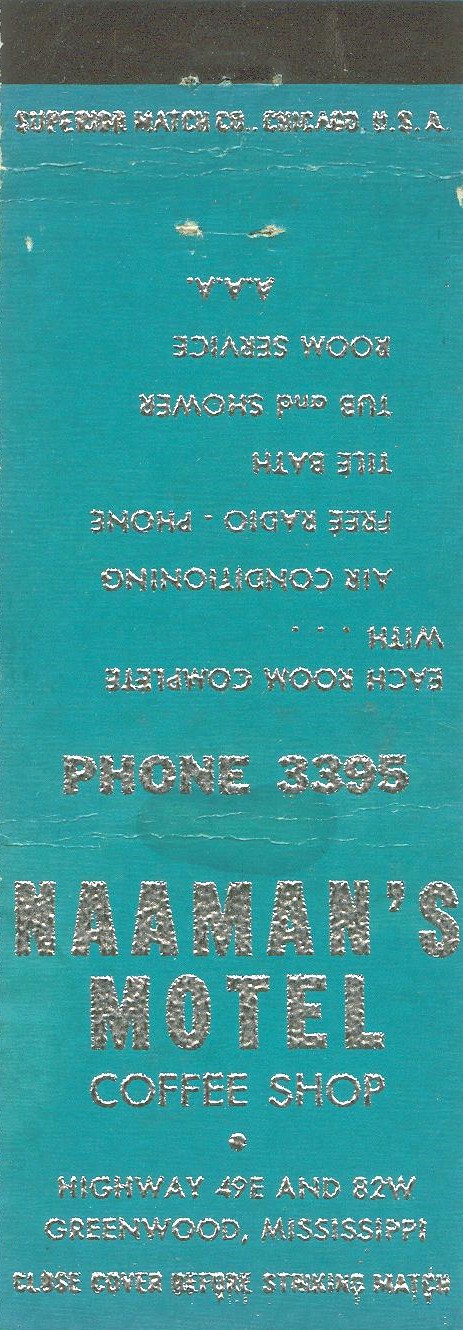 SUPERIOR MATCH CO., CHICAGO, U.S.A.
EACH ROOM COMPLETE
WITH . . .
AIR CONDITIONING
FREE RADIO - PHONE
TILE BATH
TUB and SHOWER
ROOM SERVICE
A.A.A.
PHONE 3395
NAAMAN'S
MOTEL
COFFEE SHOP
•
HIGHWAY 49E AND 82W
GREENWOOD, MISSISSIPPI
CLOSE COVER BEFORE STRIKING MATCH